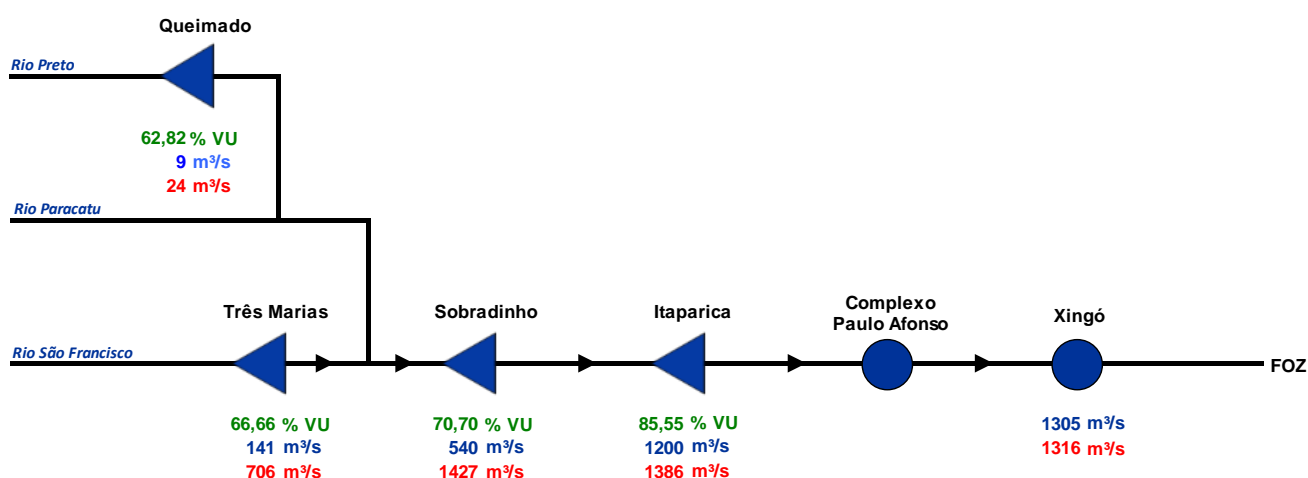 Queimado
Rio Preto
62,82 % VU
9 m³/s
24 m³/s
Rio Paracatu
Três Marias
Sobradinho
Itaparica
Complexo
Paulo Afonso
Xingó
Rio São Francisco
FOZ
66,66 % VU
141 m³/s
706 m³/s
70,70 % VU
540 m³/s
1427 m³/s
85,55 % VU
1200 m³/s
1386 m³/s
1305 m³/s
1316 m³/s